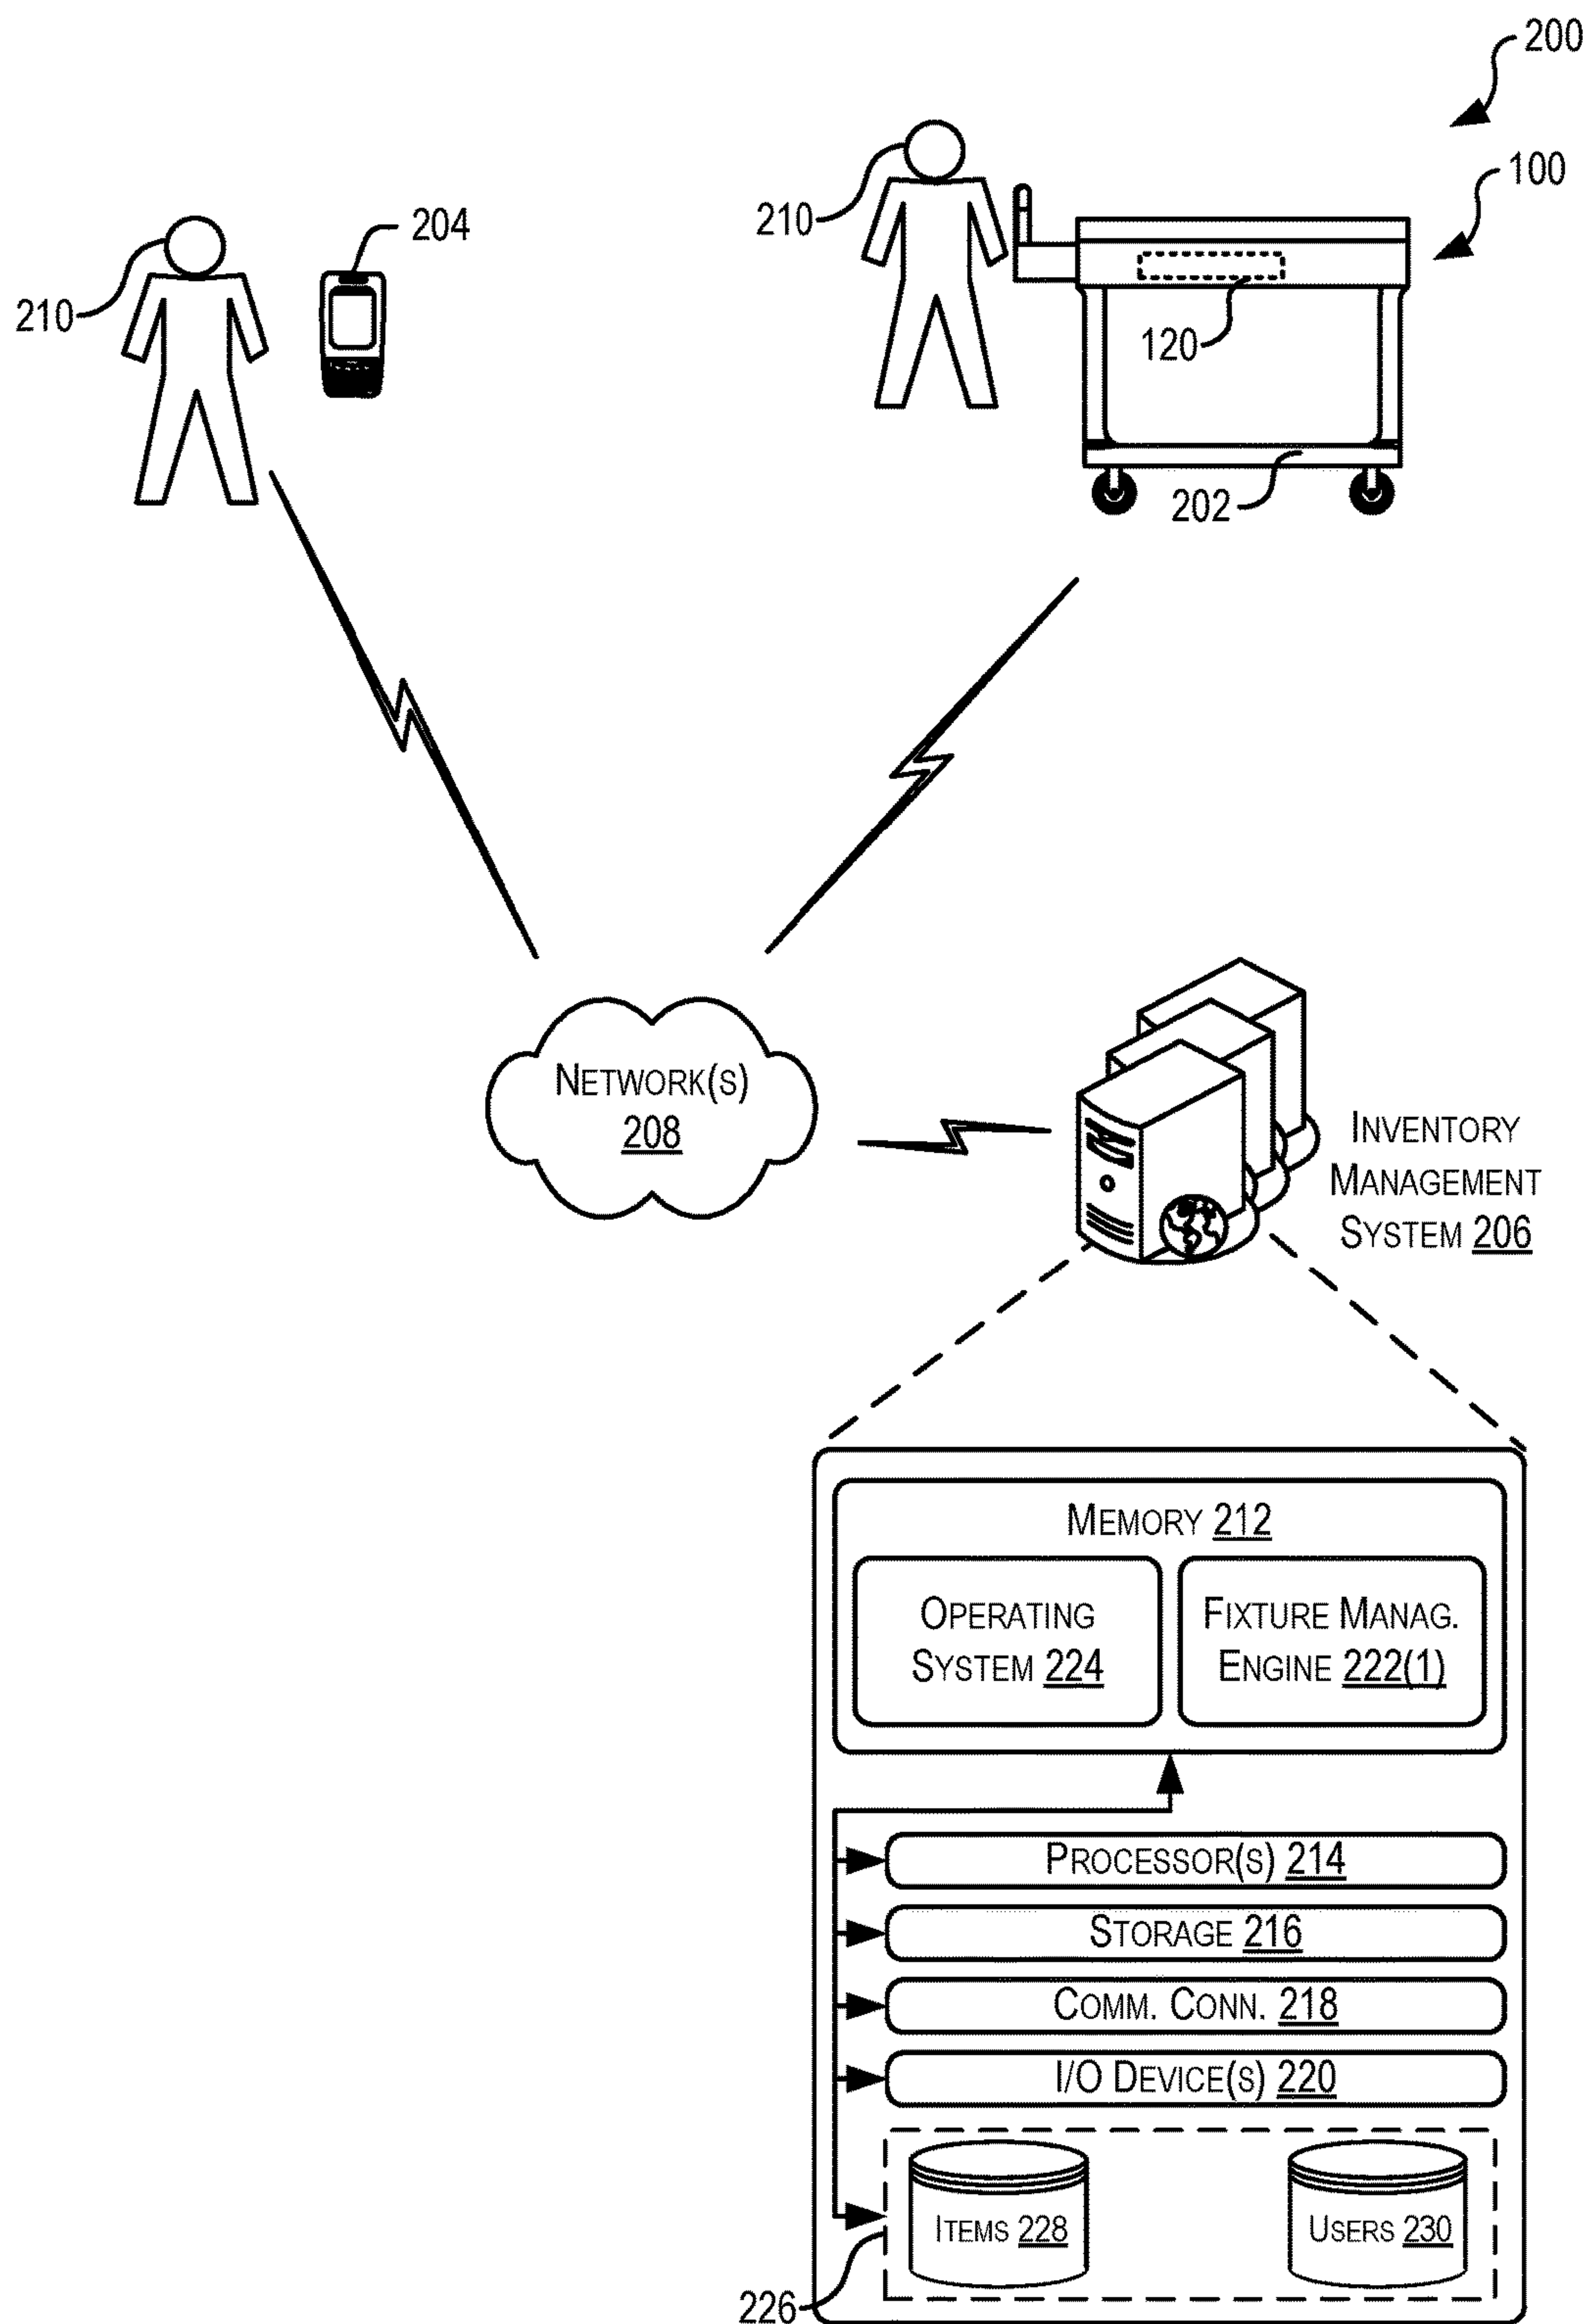 200
100
210
204
210
120
202
NETWORK(S)
208
INVENTORY
MANAGEMENT
SYSTEM 206
MEMORY 212
OPERATING
SYSTEM 224
FIXTURE MANAG.
ENGINE 222(1)
PROCESSOR(S) 214
STORAGE 216
COMM. CONN. 218
I/O DEVICE(S) 220
ITEMS 228
USERS 230
226